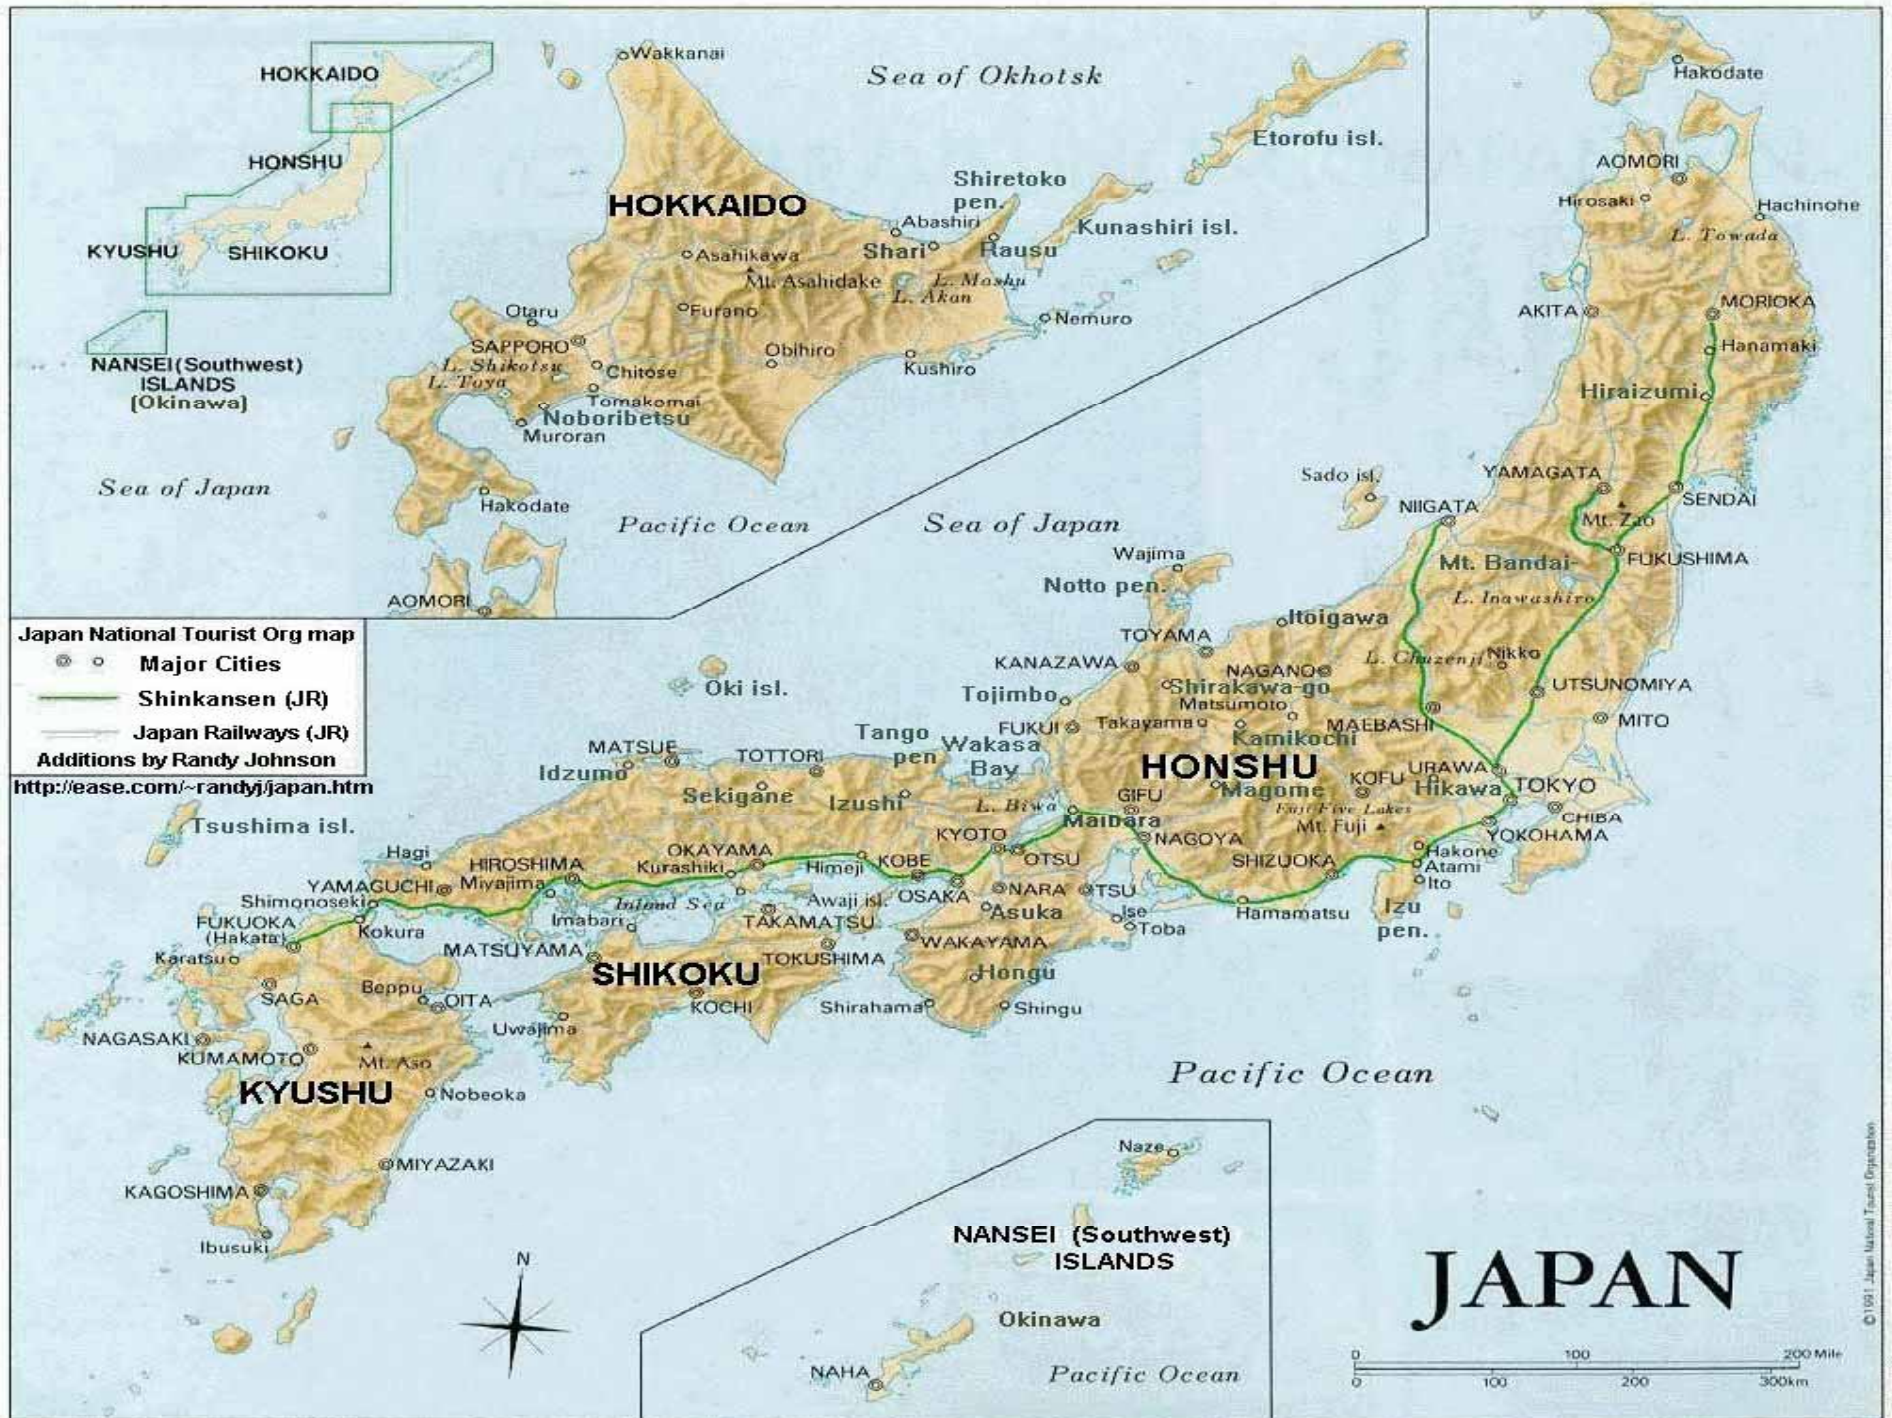 HOKKAIDO
HONSHU
KYUSHU
SHIKOKU
NANSEI (Southwest)
ISLANDS
(Okinawa)
Sea of Japan
Wakkanai
Sea of Okhotsk
Etorofu isl.
Shiretoko
pen.
HOKKAIDO
Abashiri
Kunashiri isl.
Shari
Rausu
Asahikawa
Mt. Asahidake
L. Mashu
L. Akan
Otaru
Furano
Nemuro
SAPPORO
Obihiro
L. Shikotsu
Chitose
Kushiro
L. Toya
Tomakomai
Noboribetsu
Muroran
Hakodate
Pacific Ocean
AOMORI
Hakodate
AOMORI
Hirosaki
Hachinohe
L. Towada
AKITA
MORIOKA
Hanamaki
Hiraizumi
YAMAGATA
Sado isl.
SENDAI
NIIGATA
Mt. Zao
Sea of Japan
FUKUSHIMA
Mt. Bandai-
L. Inawashiro
Wajima
Notto pen.
Itoigawa
TOYAMA
Nikko
L. Chuzenji
KANAZAWA
NAGANO
Shirakawa-go
UTSUNOMIYA
Tojimbo
Matsumoto
FUKUI
Takayama
MAEBASHI
MITO
Kamikochi
Japan National Tourist Org map
Major Cities
Shinkansen (JR)
Japan Railways (JR)
Additions by Randy Johnson
http://ease.com/~randyj/japan.htm
Oki isl.
Tango
pen
Wakasa
Bay
HONSHU
MATSUE
TOTTORI
Idzumo
Sekigane
Izushi
L. Biwa
GIFU
Magome
KOFU
URAWA
Hikawa
TOKYO
Fuji Five Lakes
CHIBA
Mt. Fuji
YOKOHAMA
Tsushima isl.
Maibara
KYOTO
NAGOYA
Hagi
HIROSHIMA
OKAYAMA
Kurashiki
Himeji
KOBE
OTSU
SHIZUOKA
Hakone
Atami
Ito
YAMAGUCHI
Miyajima
Shimonoseki
Inland Sea
Awaji isl.
OSAKA
NARA
TSU
Asuka
Ise
Toba
Hamamatsu
Izu
pen.
FUKUOKA
(Hakata)
Kokura
Imabari
TAKAMATSU
MATSUYAMA
WAKAYAMA
Karatsu
SHIKOKU
TOKUSHIMA
Hongu
SAGA
Beppu
OITA
KOCHI
Shirahama
Shingu
Uwajima
NAGASAKI
KUMAMOTO
Mt. Aso
KYUSHU
Nobeoka
Pacific Ocean
MIYAZAKI
KAGOSHIMA
Ibusuki
N
Naze
NANSEI (Southwest)
ISLANDS
Okinawa
NAHA
Pacific Ocean
JAPAN
0 100 200 Mile
0 100 200 300km
©1991 Japan National Tourist Organization